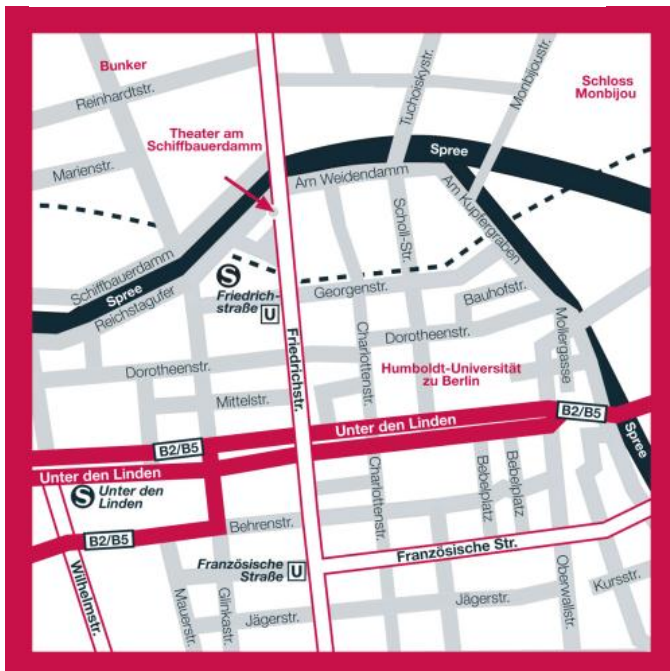 Bunker
Reinhardtstr.
Tucholskystr.
Monbijoustr.
Schloss
Monbijou
Theater am
Schiffbauerdamm
Marienstr.
Spree
Am Weidendamm
Am Kupfergraben
Scholl-Str.
Schiffbauerdamm
Spree
Reichstagufer
S
Friedrich-
straße U
Georgenstr.
Bauhofstr.
Friedrichstr.
Charlottenstr.
Dorotheenstr.
Mollergasse
Dorotheenstr.
Humboldt-Universität
zu Berlin
Mittelstr.
B2/B5
Unter den Linden
B2/B5
Spree
Unter den Linden
S Unter den
Linden
Charlottenstr.
Bebelplatz
Bebelplatz
Behrenstr.
B2/B5
Französische Str.
Französische
Straße U
Wilhelmstr.
Mauerstr.
Glinkastr.
Jägerstr.
Jägerstr.
Oberwallstr.
Kursstr.